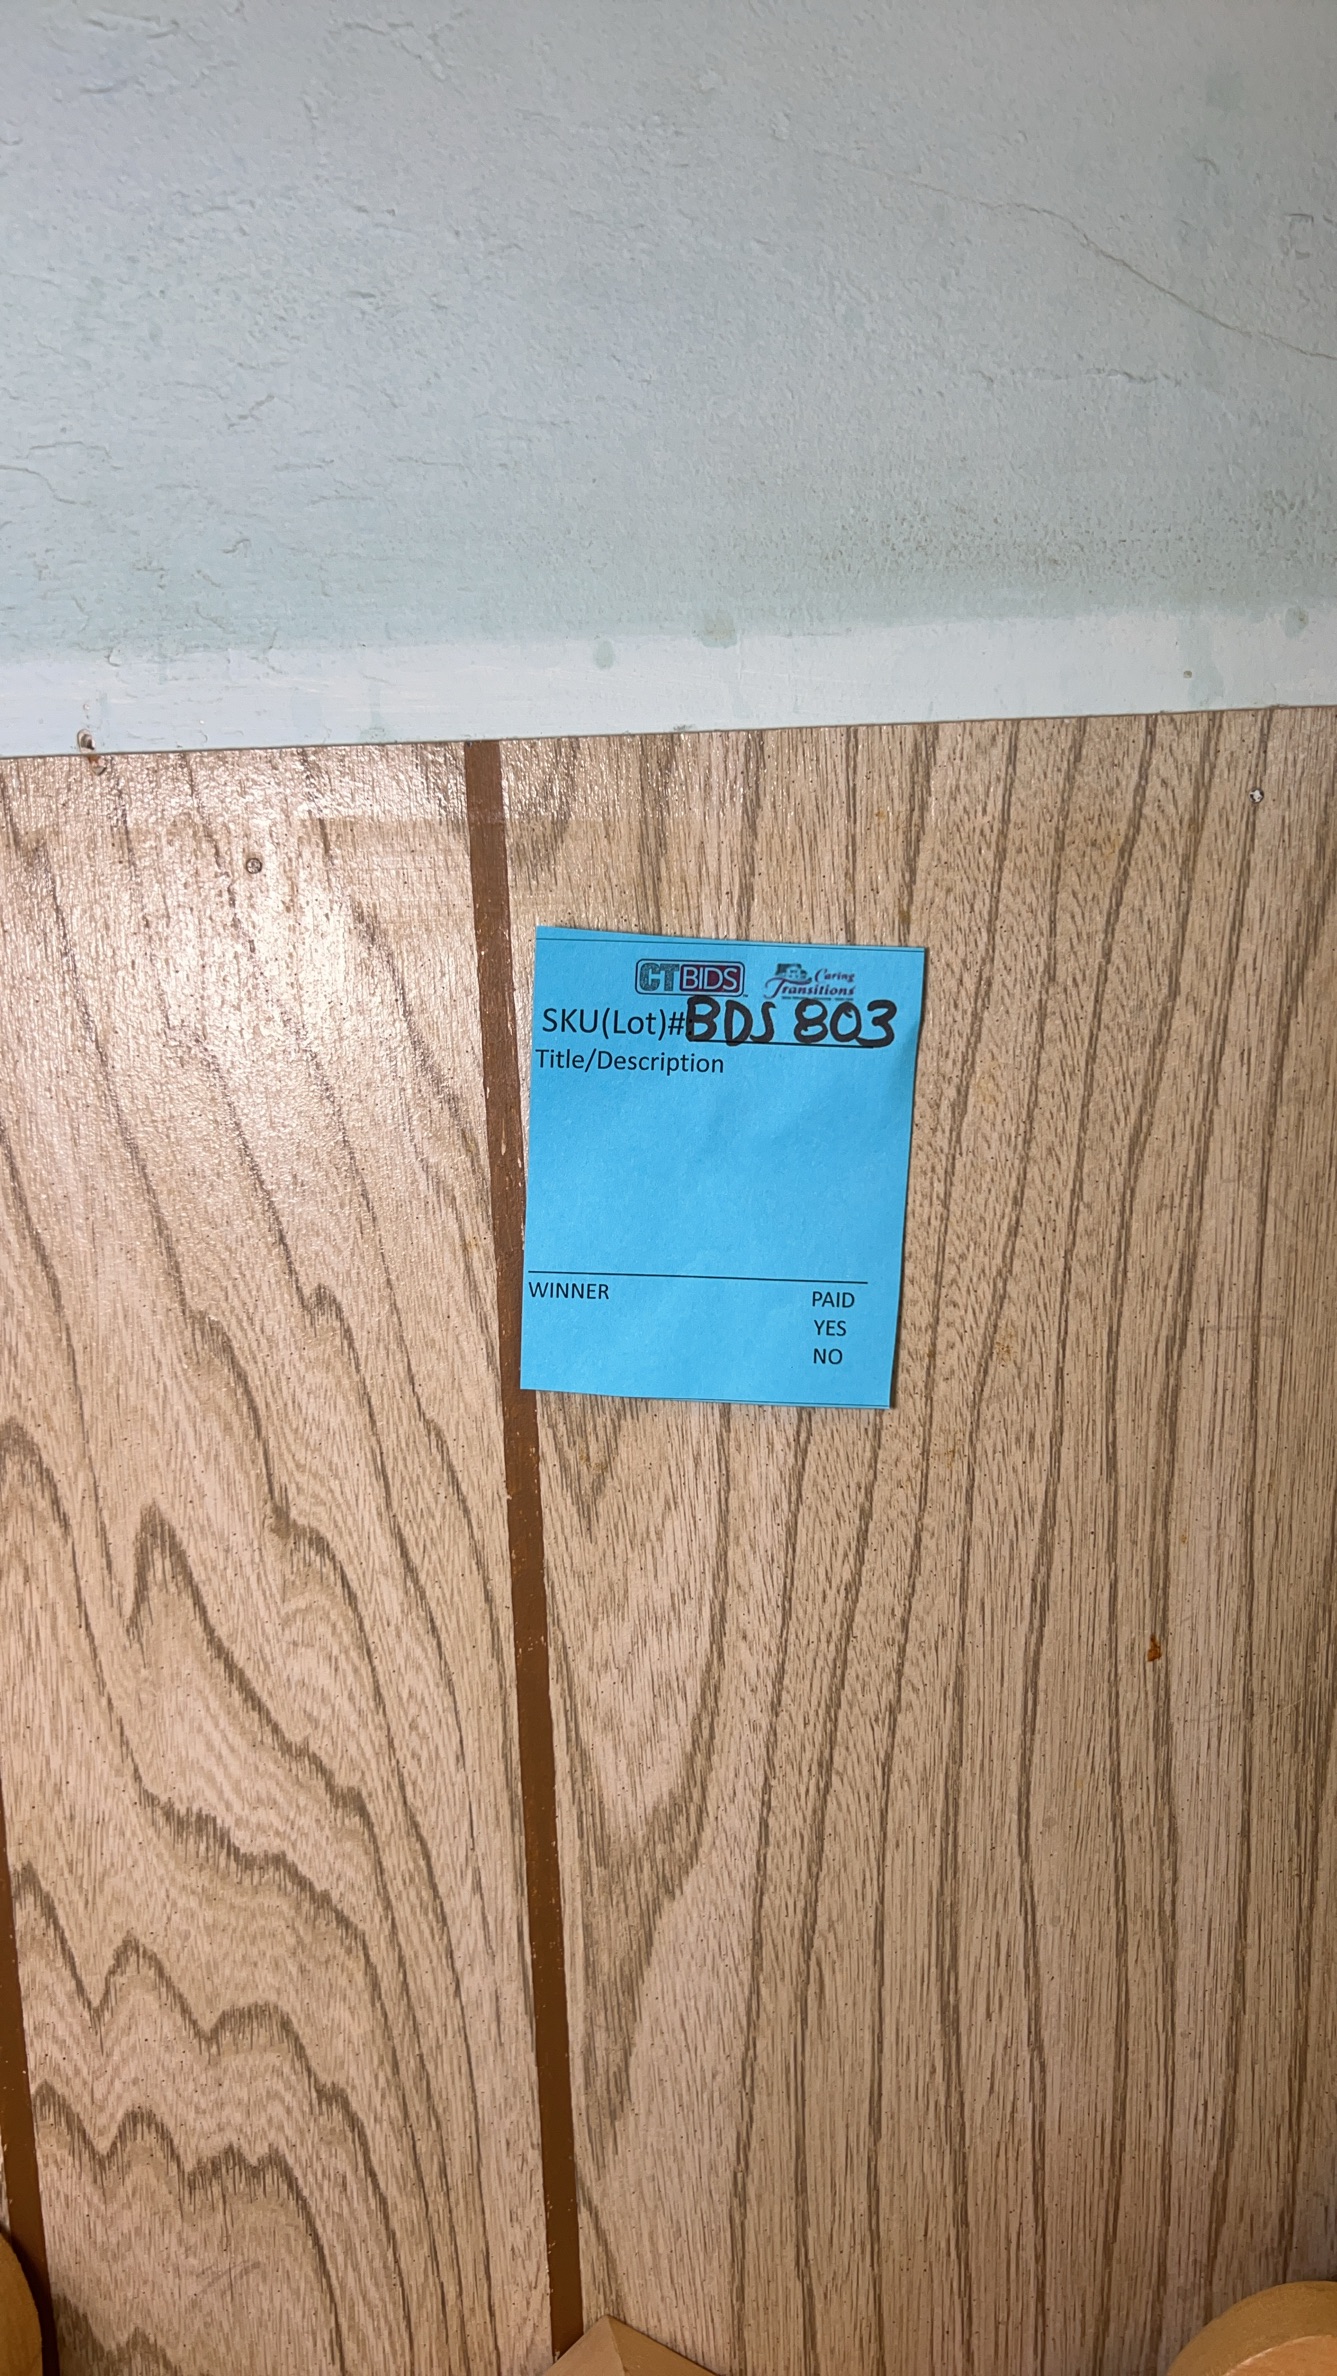 CTBIDS
Caring Transitions
SKU(Lot)#BDS 803
Title/Description
WINNER
PAID
YES
NO